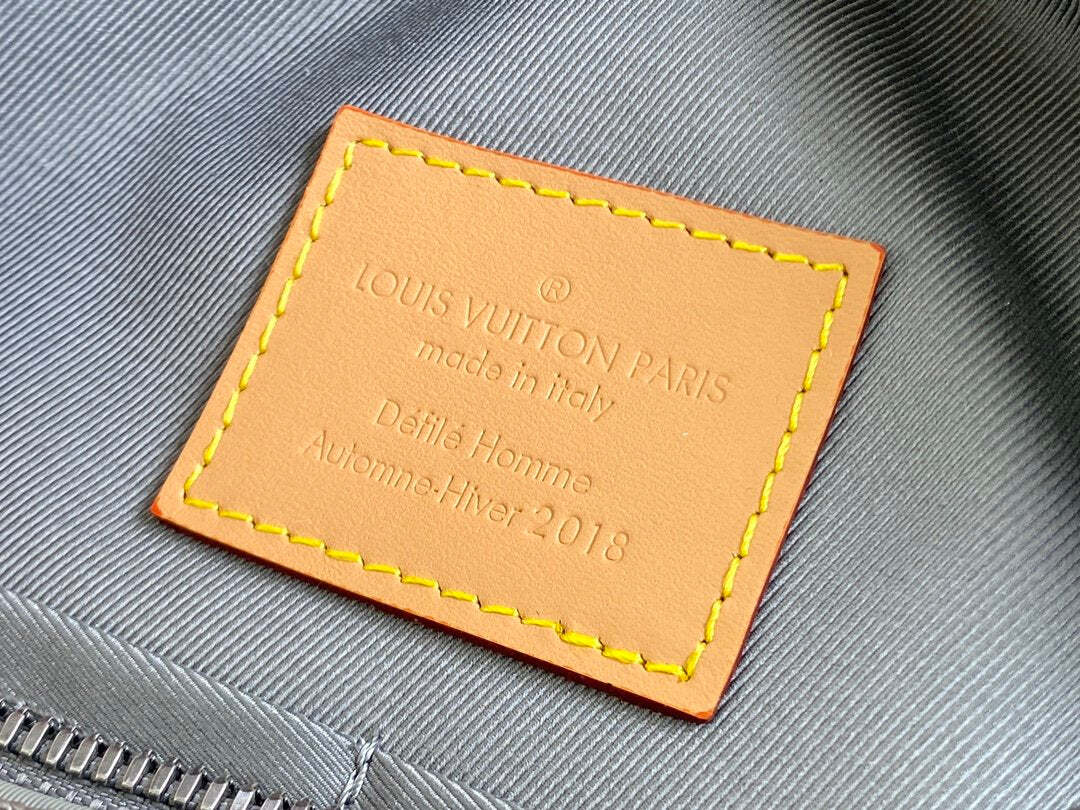 ®
LOUIS VUITTON PARIS
made in italy
Défilé Homme
Automne-Hiver 2018